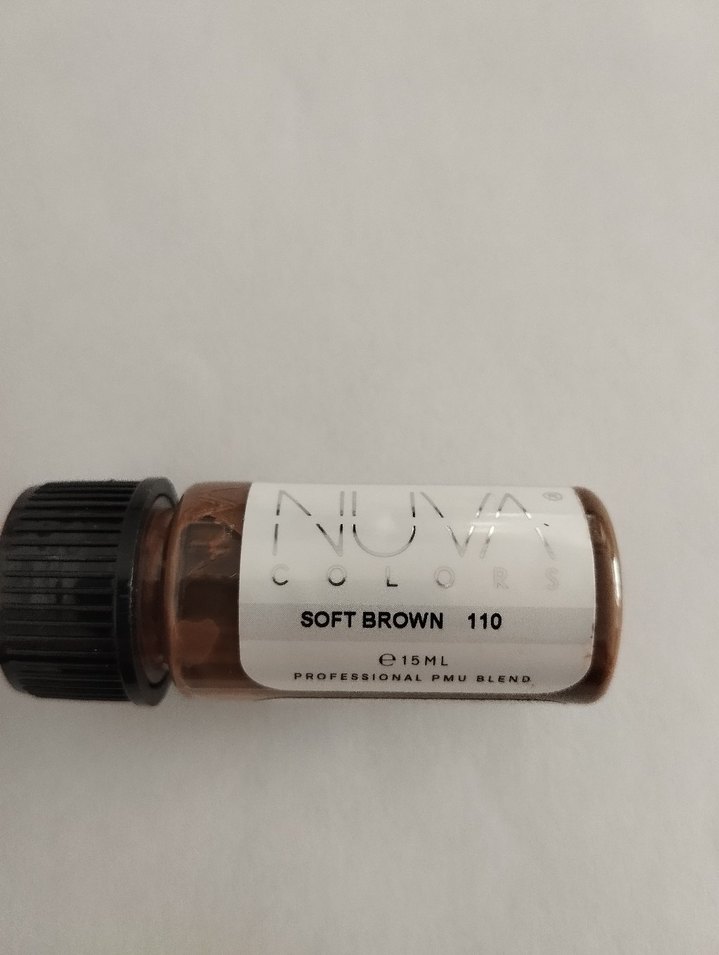 NUVA®
COLORS
SOFT BROWN 110
℮ 15ML
PROFESSIONAL PMU BLEND